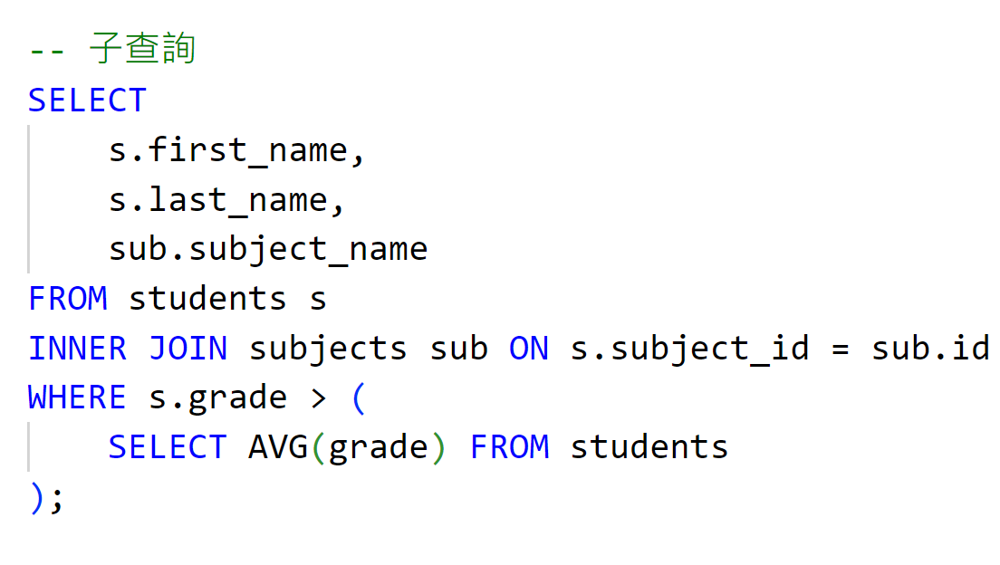 -- 子查詢
SELECT
    s.first_name,
    s.last_name,
    sub.subject_name
FROM students s
INNER JOIN subjects sub ON s.subject_id = sub.id
WHERE s.grade > (
    SELECT AVG(grade) FROM students
);